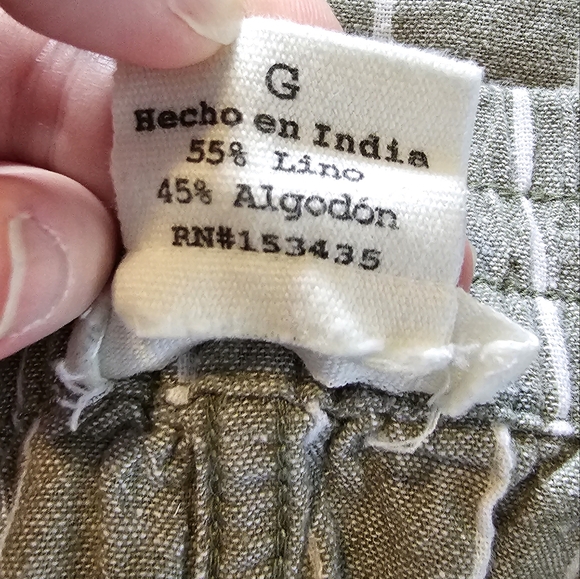 G
Hecho en India
55% Lino
45% Algodón
RN#153435